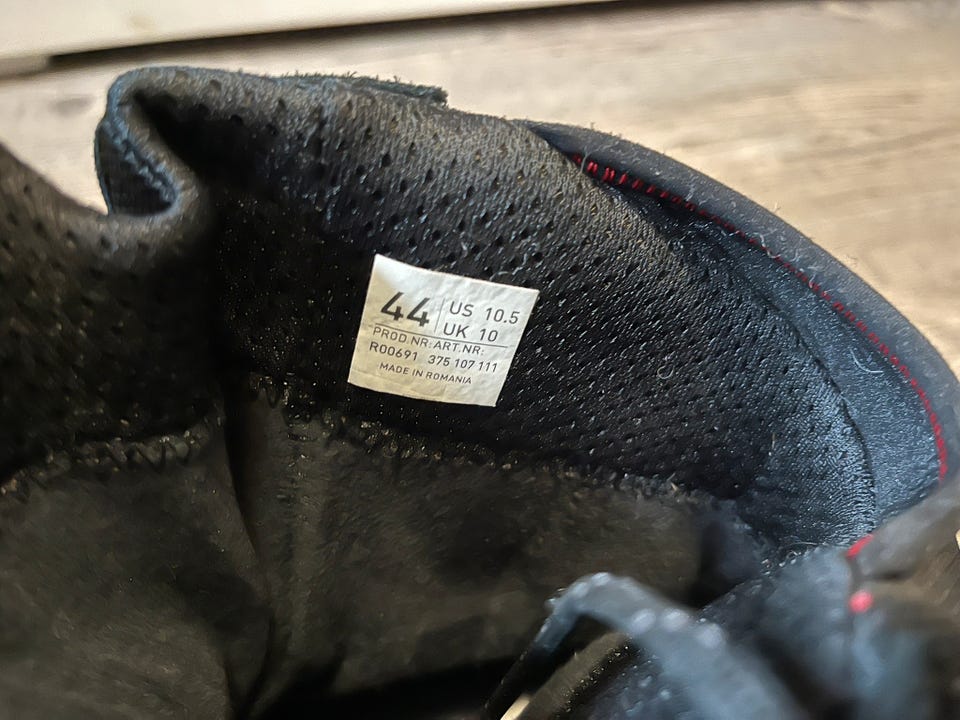 44 US 10.5
UK 10
PROD.NR: ART.NR:
R00691 375 107 111
MADE IN ROMANIA